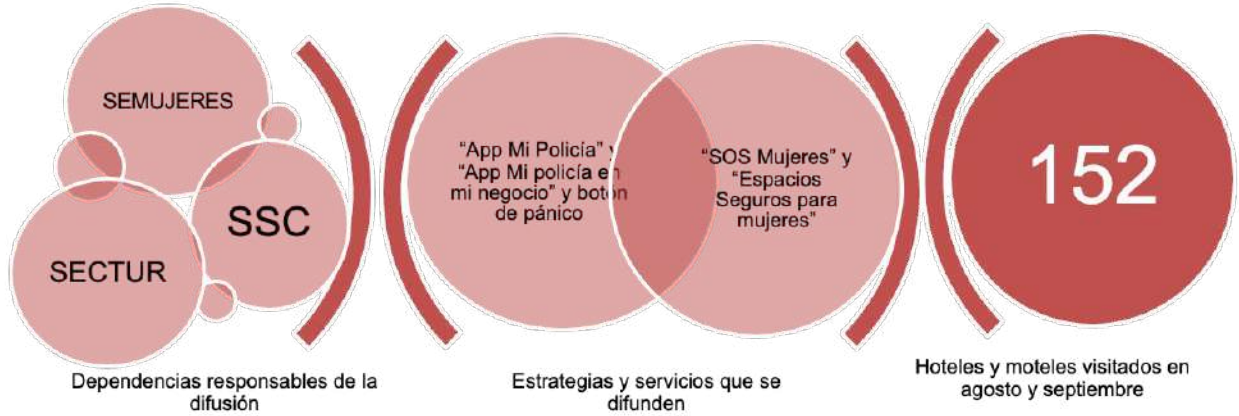 SEMUJERES
SSC
SECTUR
Dependencias responsables de la
difusión
“App Mi Policía” y
“App Mi policía en
mi negocio” y botón
de pánico
“SOS Mujeres” y
“Espacios
Seguros para
mujeres”
Estrategias y servicios que se
difunden
152
Hoteles y moteles visitados en
agosto y septiembre